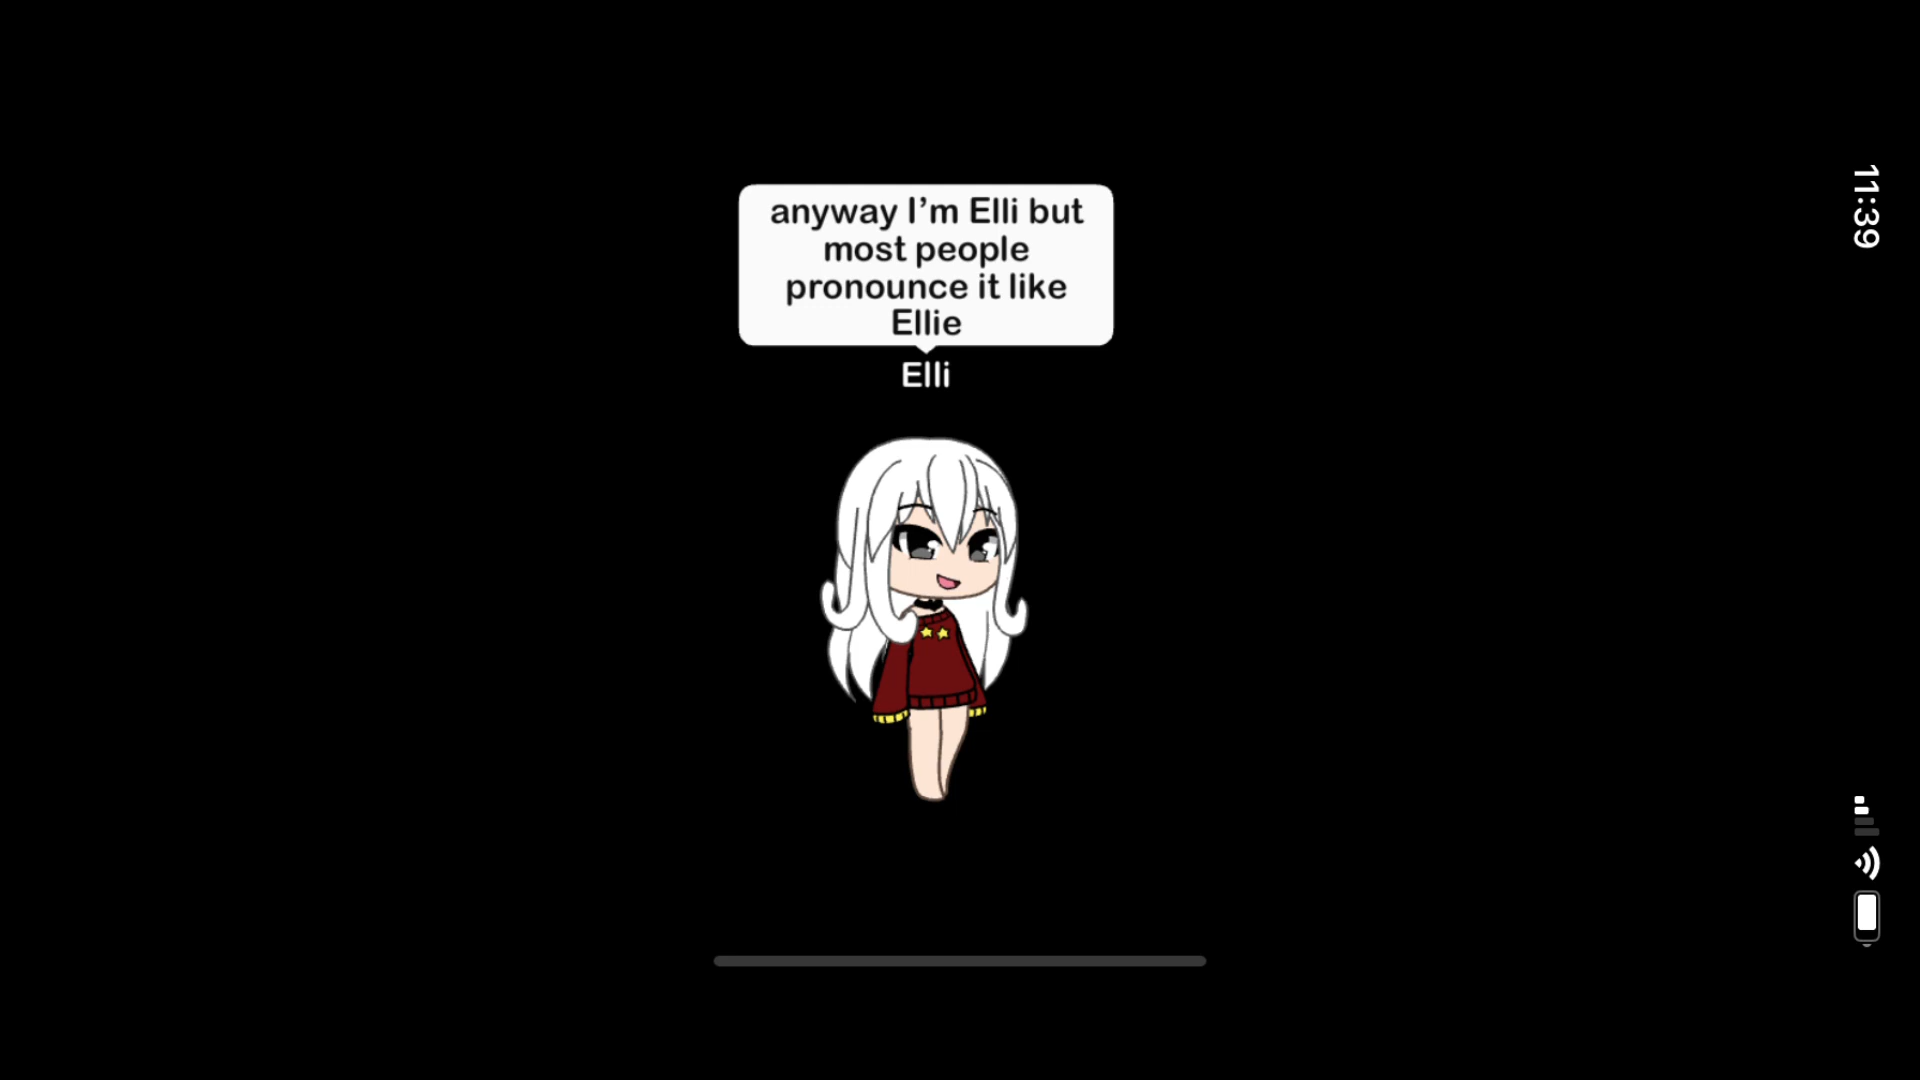 anyway I’m Elli but
most people
pronounce it like
Ellie
Elli
11:39